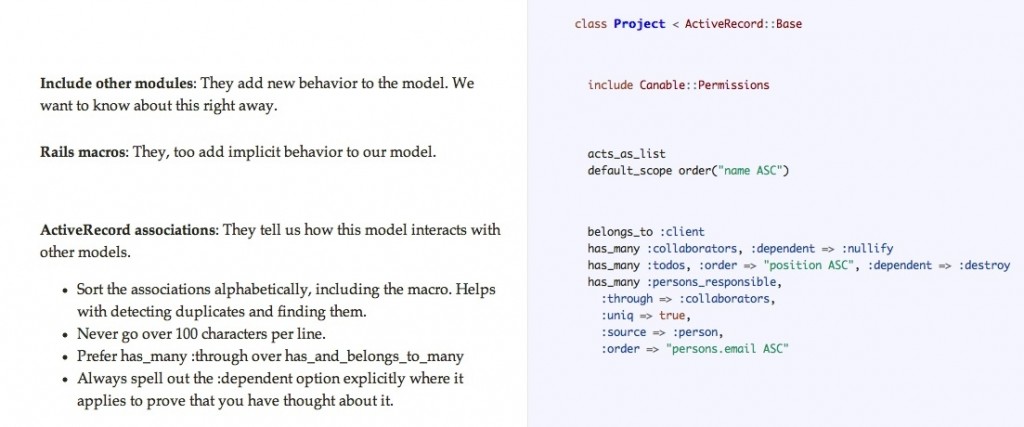 class Project < ActiveRecord::Base
Include other modules: They add new behavior to the model. We
want to know about this right away.
include Canable::Permissions
Rails macros: They, too add implicit behavior to our model.
acts_as_list
default_scope order("name ASC")
ActiveRecord associations: They tell us how this model interacts with
other models.
• Sort the associations alphabetically, including the macro. Helps
with detecting duplicates and finding them.
• Never go over 100 characters per line.
• Prefer has_many :through over has_and_belongs_to_many
• Always spell out the :dependent option explicitly where it
applies to prove that you have thought about it.
belongs_to :client
has_many :collaborators, :dependent => :nullify
has_many :todos, :order => "position ASC", :dependent => :destroy
has_many :persons_responsible,
:through => :collaborators,
:uniq => true,
:source => :person,
:order => "persons.email ASC"